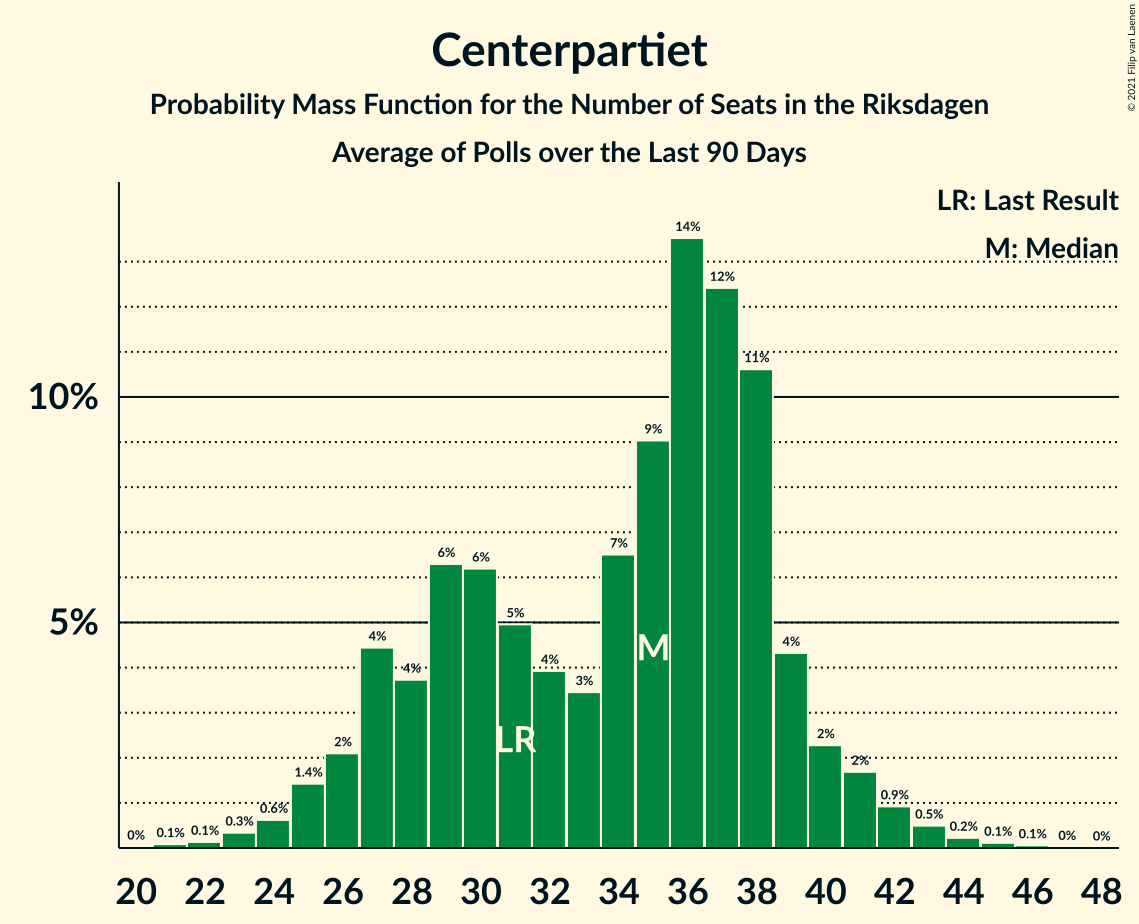 Centerpartiet
Probability Mass Function for the Number of Seats in the Riksdagen
Average of Polls over the Last 90 Days
© 2021 Filip van Laenen
LR: Last Result
M: Median
10%
5%
0% 0.1% 0.1% 0.3% 0.6% 1.4% 2% 4% 4% 6% 6% 5% 4% 3% 7% 9% 14% 12% 11% 4% 2% 2% 0.9% 0.5% 0.2% 0.1% 0.1% 0% 0%
M
LR
20 22 24 26 28 30 32 34 36 38 40 42 44 46 48